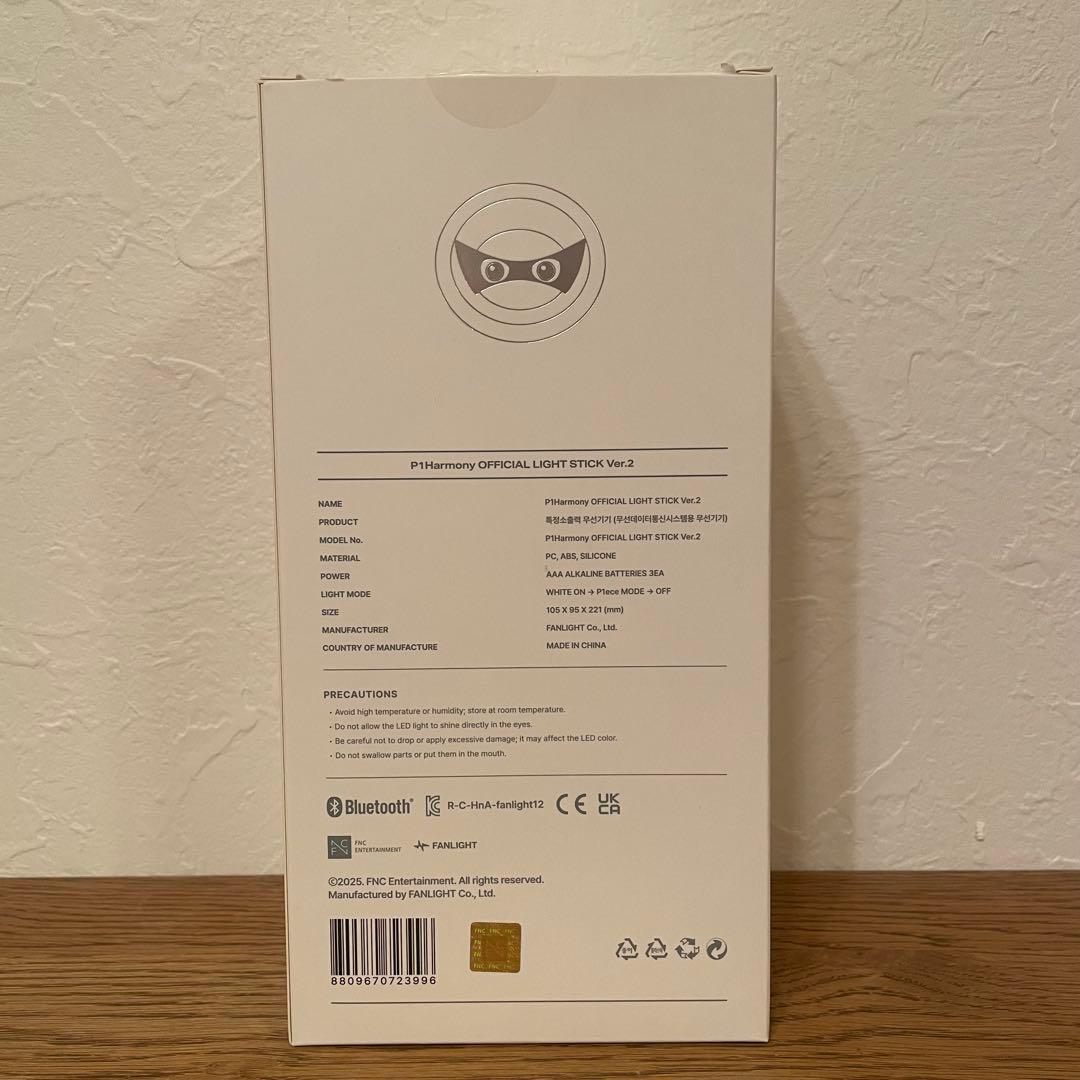 P1Harmony OFFICIAL LIGHT STICK Ver.2
NAME P1Harmony OFFICIAL LIGHT STICK Ver.2
PRODUCT 특정소출력 무선기기 (무선데이터통신시스템용 무선기기)
MODEL No. P1Harmony OFFICIAL LIGHT STICK Ver.2
MATERIAL PC, ABS, SILICONE
POWER AAA ALKALINE BATTERIES 3EA
LIGHT MODE WHITE ON → P1ece MODE → OFF
SIZE 105 X 95 X 221 (mm)
MANUFACTURER FANLIGHT Co., Ltd.
COUNTRY OF MANUFACTURE MADE IN CHINA
PRECAUTIONS
• Avoid high temperature or humidity; store at room temperature.
• Do not allow the LED light to shine directly in the eyes.
• Be careful not to drop or apply excessive damage; it may affect the LED color.
• Do not swallow parts or put them in the mouth.
Bluetooth® R-C-HnA-fanlight12 CE UK CA
FNC ENTERTAINMENT FANLIGHT
©2025. FNC Entertainment. All rights reserved.
Manufactured by FANLIGHT Co., Ltd.
FNC FNC FNC
FNC FNC FNC
8809670723996